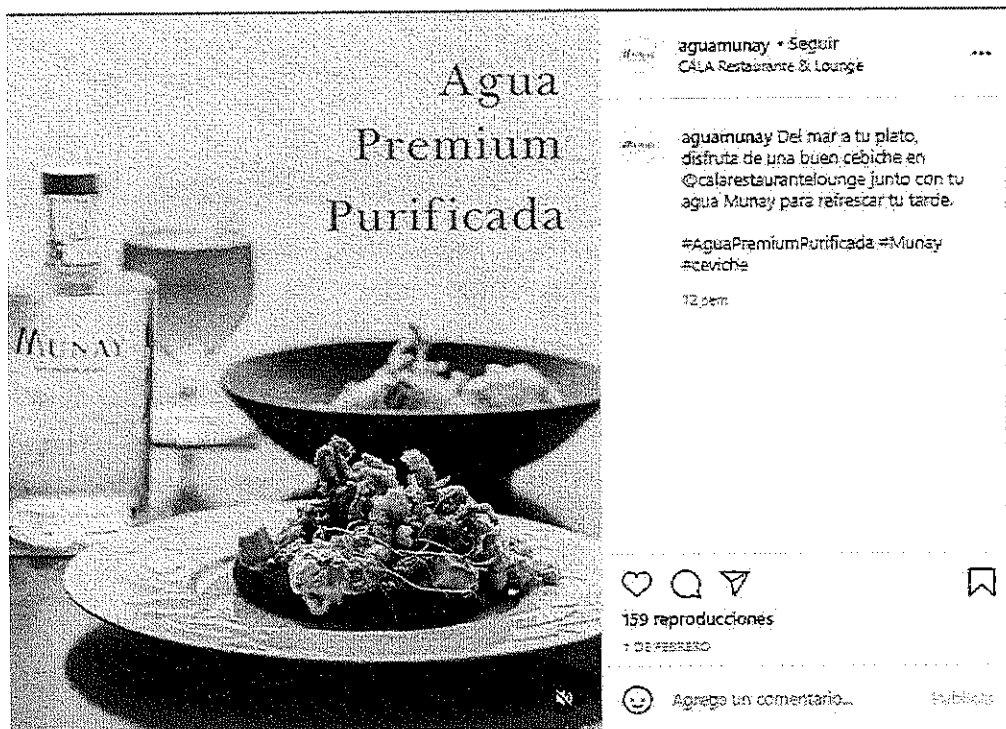 Agua
Premium
Purificada
MUNAY
aguamunay • Seguir
CALA Restaurante & Lounge
aguamunay Del mar a tu plato,
disfruta de una buen cebiche en
@calarestaurantelounge junto con tu
agua Munay para refrescar tu tarde.
#AguaPremiumPurificada #Munay
#ceviche
12 sem
159 reproducciones
1 DE FEBRERO
Agrega un comentario...
Publicar